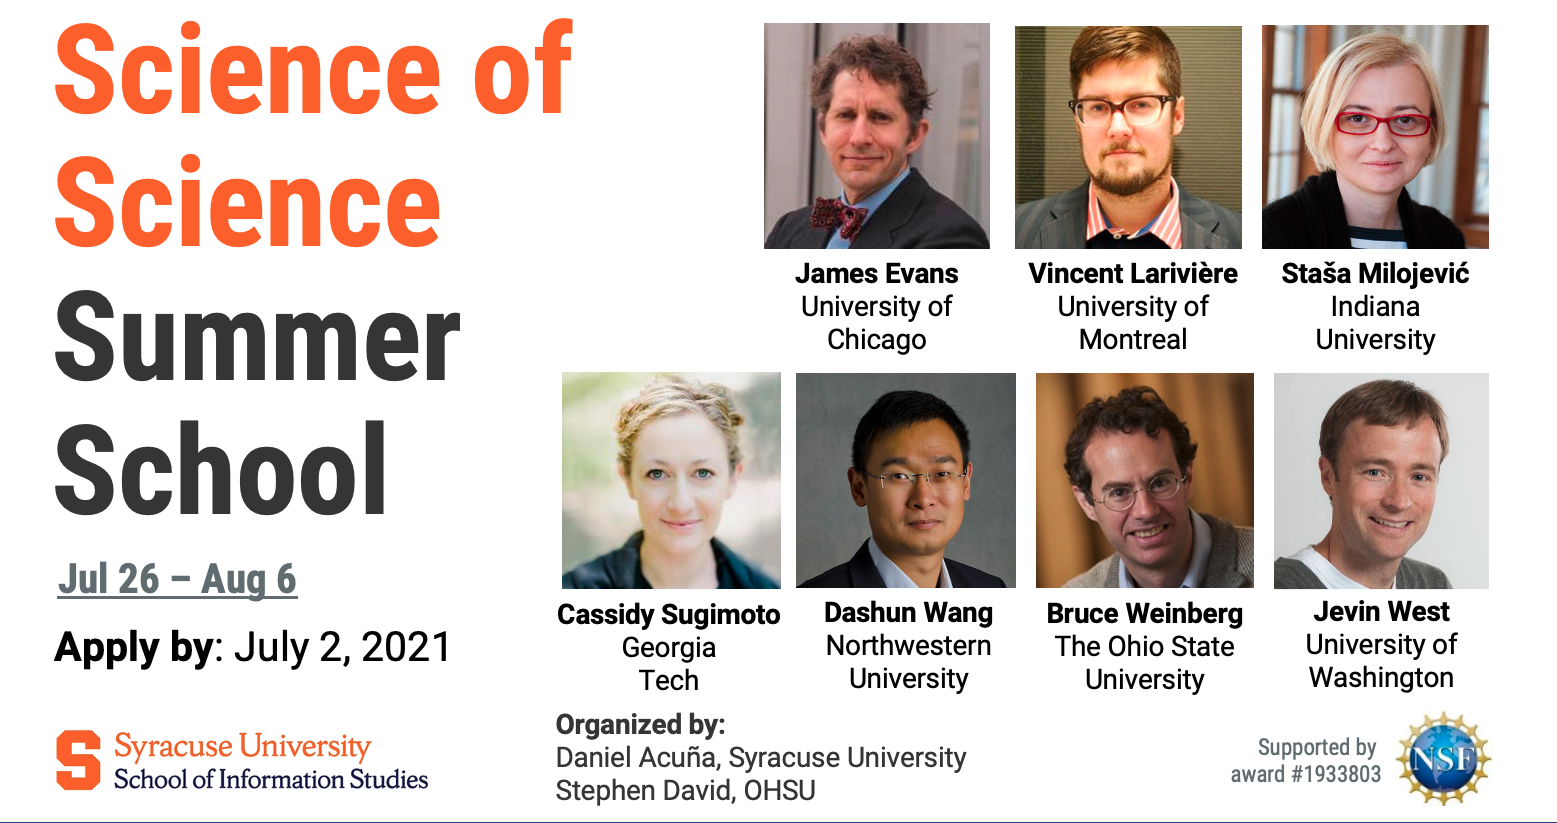 Science of
Science
Summer
School
Jul 26 – Aug 6
Apply by: July 2, 2021
Syracuse University
School of Information Studies
James Evans
University of
Chicago
Vincent Larivière
University of
Montreal
Staša Milojević
Indiana
University
Cassidy Sugimoto
Georgia
Tech
Dashun Wang
Northwestern
University
Bruce Weinberg
The Ohio State
University
Jevin West
University of
Washington
Organized by:
Daniel Acuña, Syracuse University
Stephen David, OHSU
Supported by
award #1933803
NSF